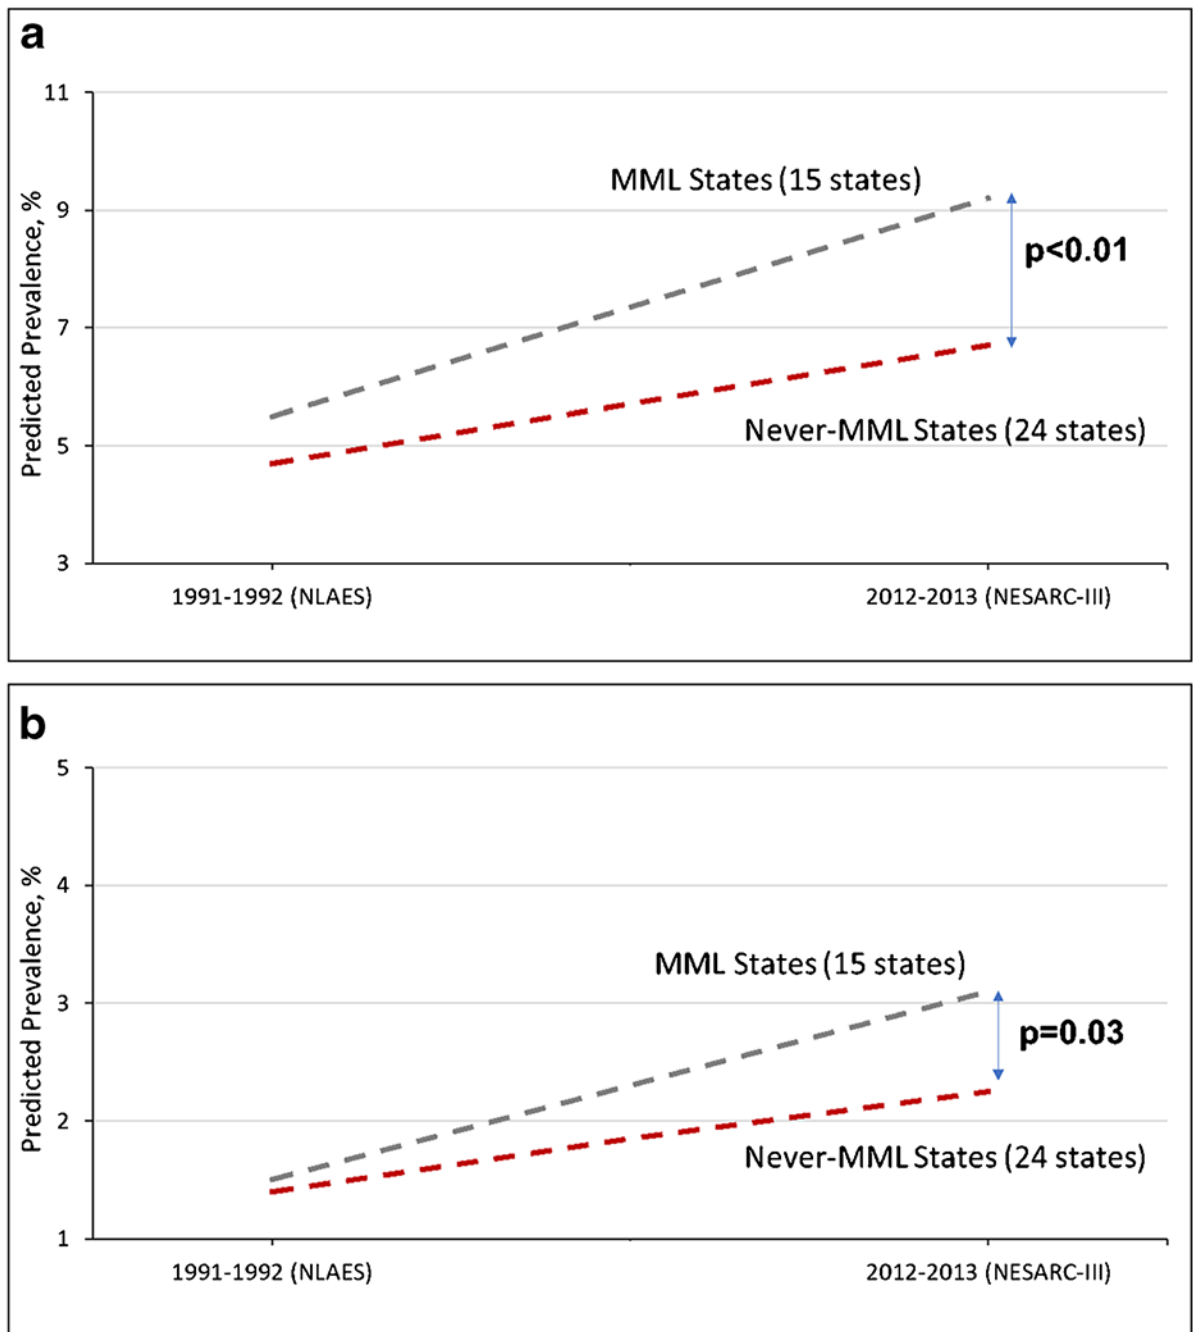 a
11
MML States (15 states)
9
p<0.01
Predicted Prevalence, %
7
Never-MML States (24 states)
5
3
1991-1992 (NLAES)
2012-2013 (NESARC-III)
b
5
4
MML States (15 states)
3
p=0.03
Predicted Prevalence, %
2
Never-MML States (24 states)
1
1991-1992 (NLAES)
2012-2013 (NESARC-III)